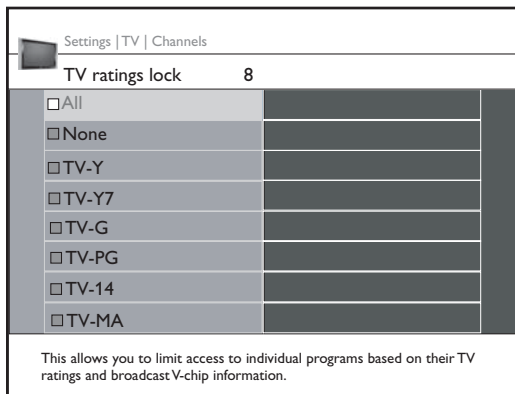 Settings | TV | Channels
TV ratings lock 8
All
None
TV-Y
TV-Y7
TV-G
TV-PG
TV-14
TV-MA
This allows you to limit access to individual programs based on their TV
ratings and broadcast V-chip information.